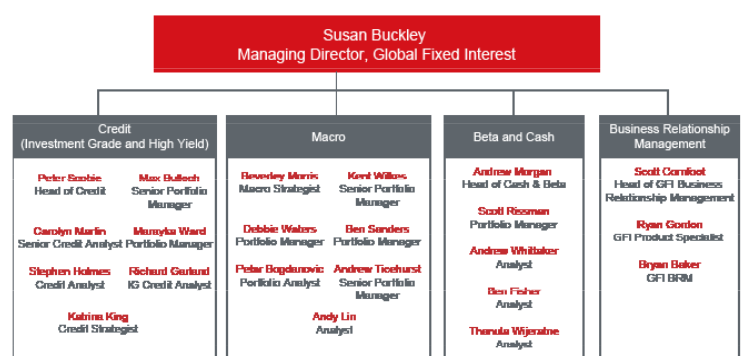 Susan Buckley
Managing Director, Global Fixed Interest
Credit
(Investment Grade and High Yield)
Peter Scobie
Head of Credit
Max Bulloch
Senior Portfolio
Manager
Carolyn Marlin
Senior Credit Analyst
Marayka Ward
Portfolio Manager
Stephen Holmes
Credit Analyst
Richard Garland
IG Credit Analyst
Katrina King
Credit Strategist
Macro
Beverley Morris
Macro Strategist
Kent Wilkes
Senior Portfolio
Manager
Debbie Waters
Portfolio Manager
Ben Sanders
Portfolio Manager
Petar Bogdanovic
Portfolio Analyst
Andrew Ticehurst
Senior Portfolio
Manager
Andy Lin
Analyst
Beta and Cash
Andrew Morgan
Head of Cash & Beta
Scott Rissman
Portfolio Manager
Andrew Whittaker
Analyst
Ben Fisher
Analyst
Thanula Wijeratne
Analyst
Business Relationship
Management
Scott Cornfoot
Head of GFI Business
Relationship Management
Ryan Gordon
GFI Product Specialist
Bryan Baker
GFI BRM